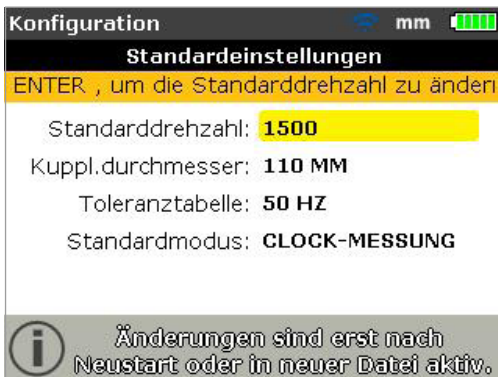 Konfiguration mm
Standardeinstellungen
ENTER , um die Standarddrehzahl zu ändern
Standarddrehzahl: 1500
Kuppl.durchmesser: 110 MM
Toleranztabelle: 50 HZ
Standardmodus: CLOCK-MESSUNG
Änderungen sind erst nach
Neustart oder in neuer Datei aktiv.